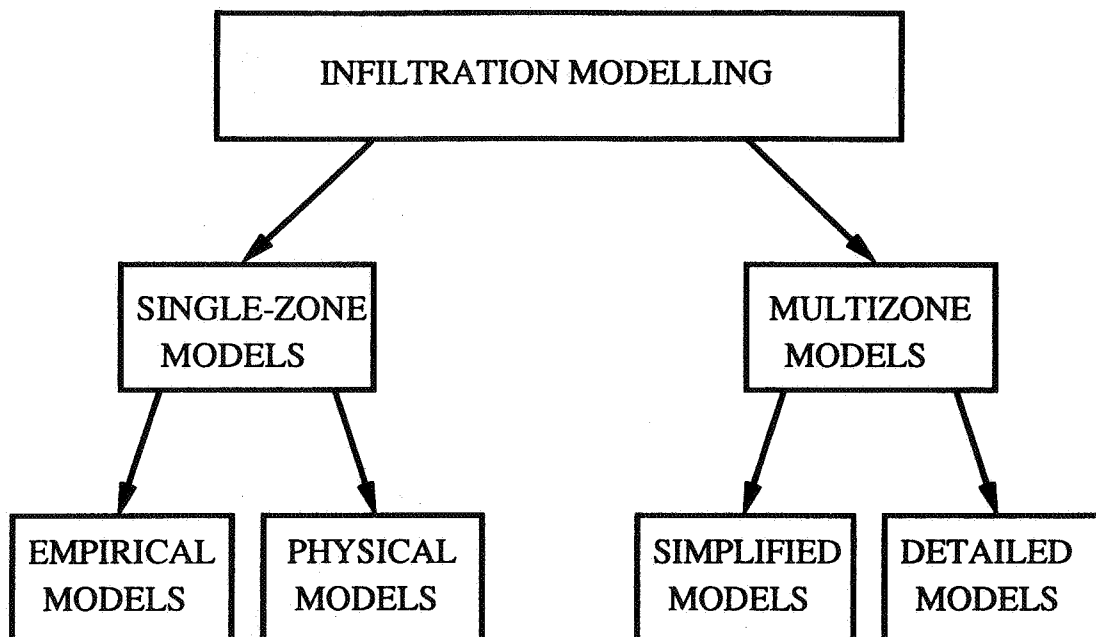 INFILTRATION MODELLING
SINGLE-ZONE
MODELS
MULTIZONE
MODELS
EMPIRICAL
MODELS
PHYSICAL
MODELS
SIMPLIFIED
MODELS
DETAILED
MODELS